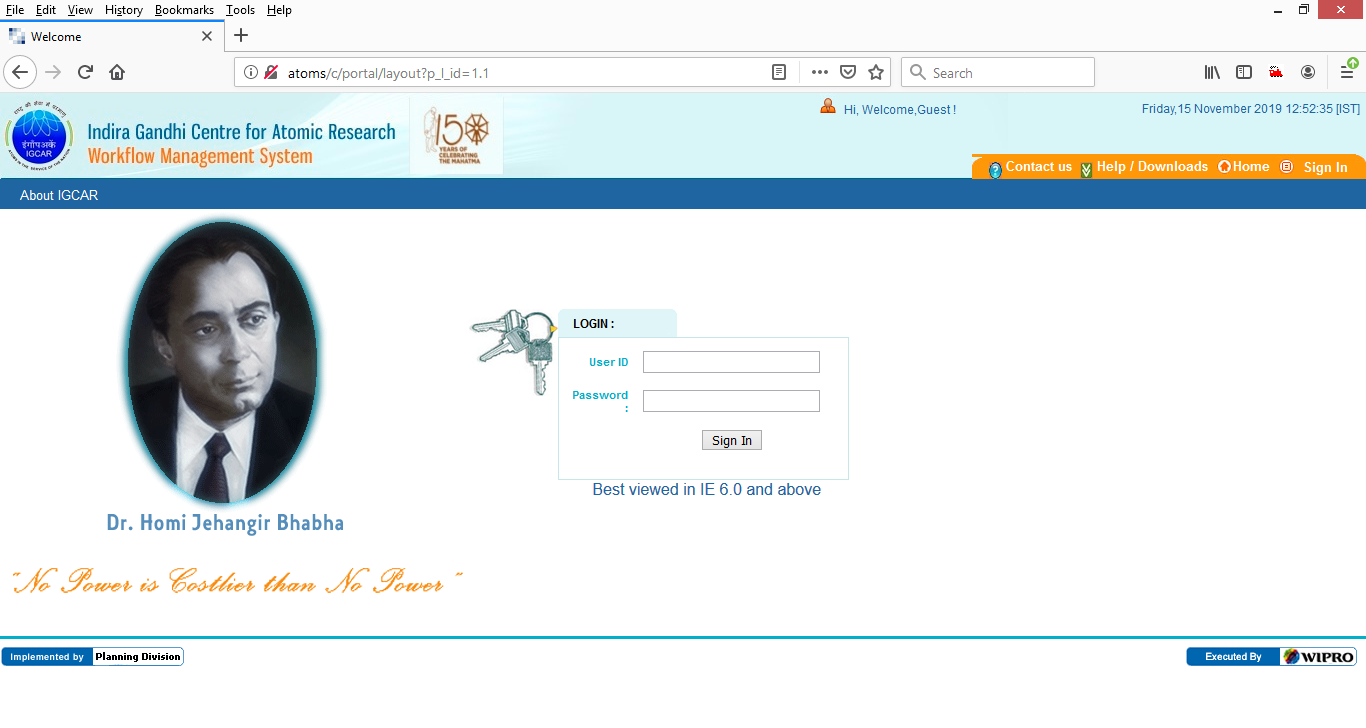 File Edit View History Bookmarks Tools Help
Welcome
atoms/c/portal/layout?p_l_id=1.1
Search
इंगांपअकें
IGCAR
Indira Gandhi Centre for Atomic Research
Workflow Management System
150
YEARS OF
CELEBRATING
THE MAHATMA
Hi, Welcome,Guest !
Friday,15 November 2019 12:52:35 [IST]
Contact us Help / Downloads Home Sign In
About IGCAR
LOGIN :
User ID
Password
:
Sign In
Best viewed in IE 6.0 and above
Dr. Homi Jehangir Bhabha
"No Power is Costlier than No Power "
Implemented by Planning Division
Executed By WIPRO